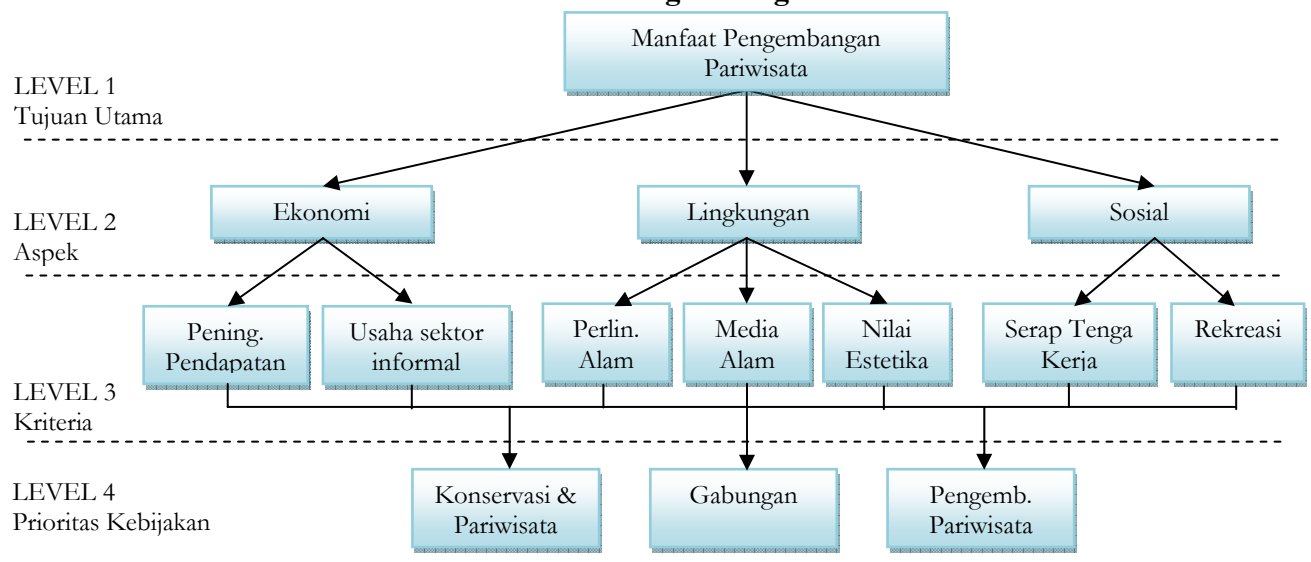 Manfaat Pengembangan
Pariwisata
LEVEL 1
Tujuan Utama
Ekonomi
Lingkungan
Sosial
LEVEL 2
Aspek
Pening.
Pendapatan
Usaha sektor
informal
Perlin.
Alam
Media
Alam
Nilai
Estetika
Serap Tenga
Kerja
Rekreasi
LEVEL 3
Kriteria
LEVEL 4
Prioritas Kebijakan
Konservasi &
Pariwisata
Gabungan
Pengemb.
Pariwisata